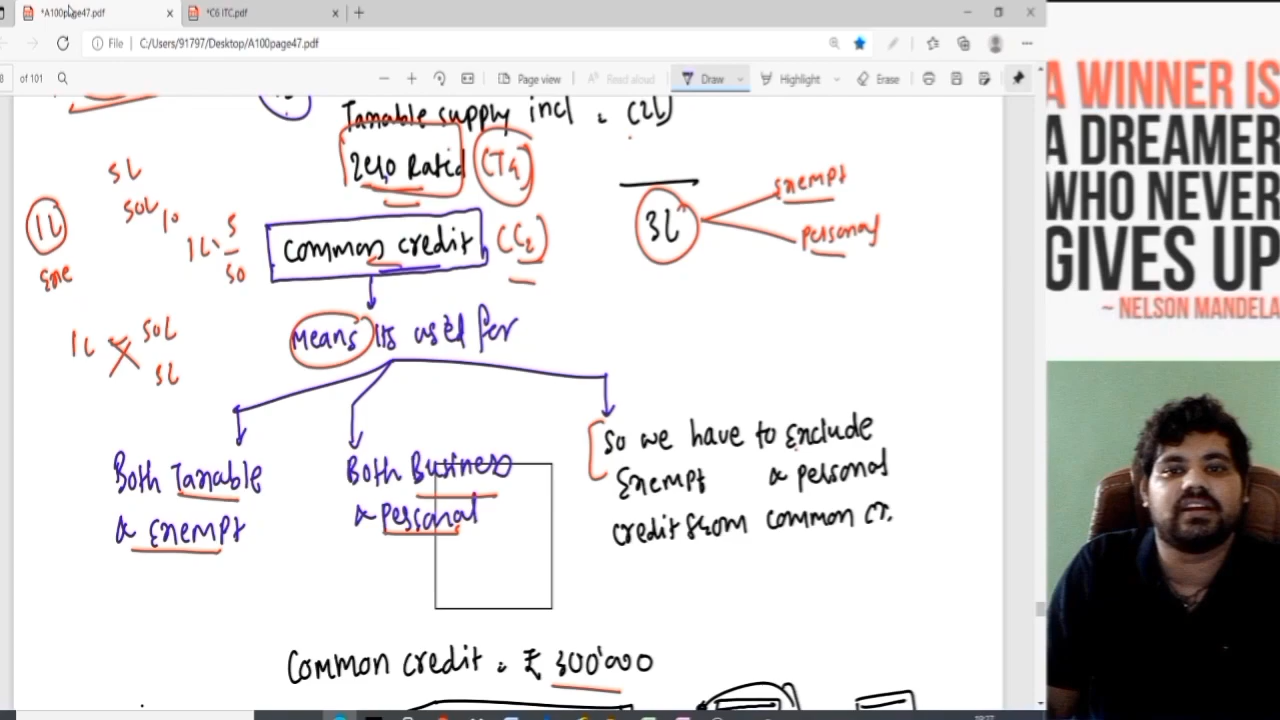 *A100page47.pdf
*C6 ITC.pdf
File
C:/Users/91797/Desktop/A100page47.pdf
of 101
Page view
Read aloud
Draw
Highlight
Erase
Taxable supply incl. (2L)
Zero Rated (T4)
5L
50L
1L
Exe
1L x 5
50
common credit (C2)
3L
Exempt
personal
1L
50L
5L
Means its used for
Both Taxable
& Exempt
Both Business
& personal
So we have to Exclude
Exempt & personal
credit from common cr.
Common credit = ₹ 300'000
A WINNER IS
A DREAMER
WHO NEVER
GIVES UP
~ NELSON MANDELA